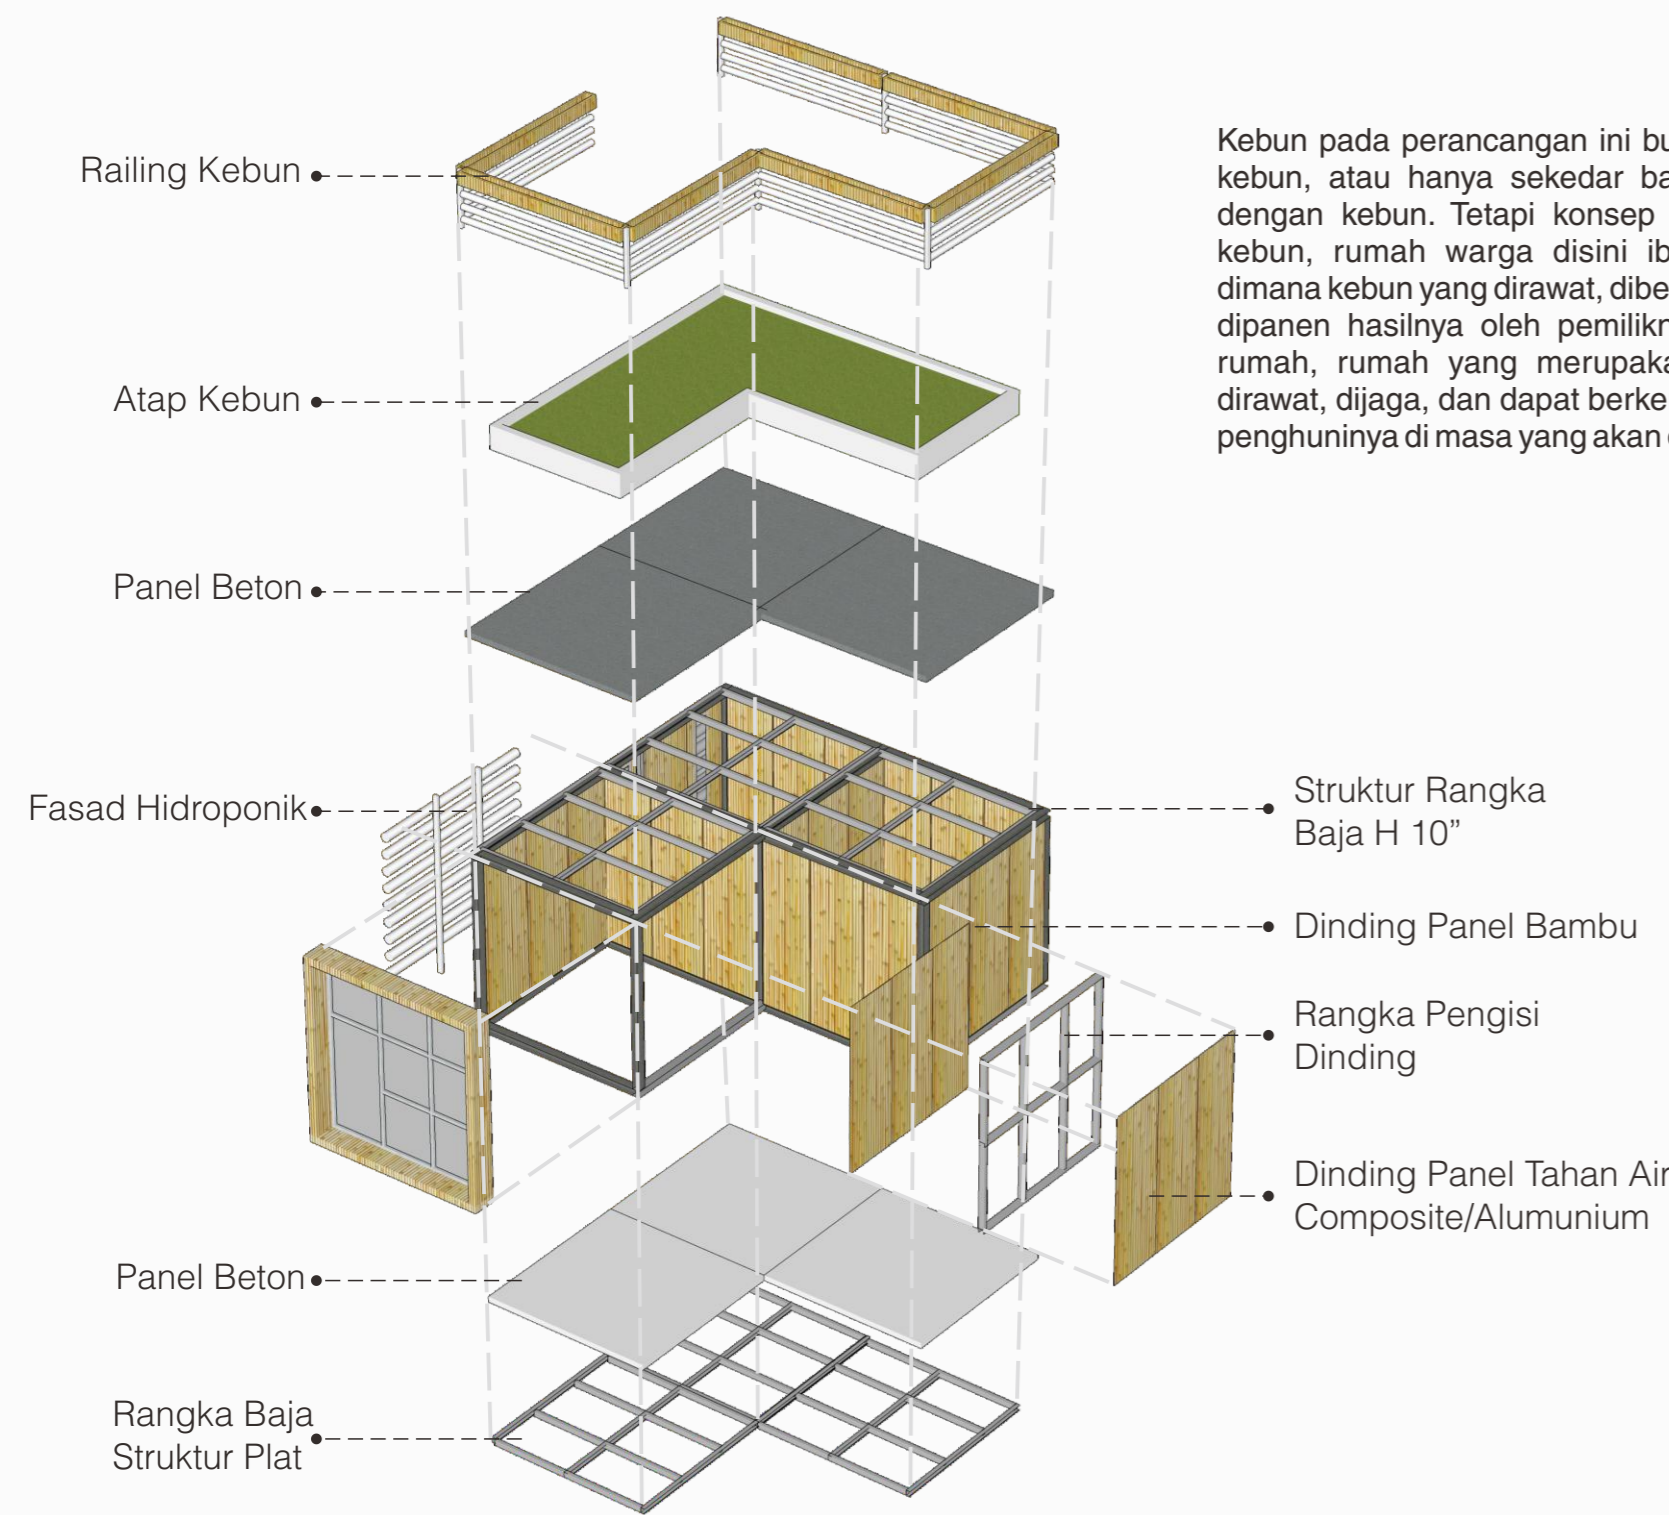 Railing Kebun
Atap Kebun
Panel Beton
Fasad Hidroponik
Panel Beton
Rangka Baja
Struktur Plat
Kebun pada perancangan ini
kebun, atau hanya sekedar
dengan kebun. Tetapi konsep
kebun, rumah warga disini
dimana kebun yang dirawat,
dipanen hasilnya oleh
rumah, rumah yang
dirawat, dijaga, dan dapat
penghuninya di masa yang akan
Struktur Rangka
Baja H 10”
Dinding Panel Bambu
Rangka Pengisi
Dinding
Dinding Panel Tahan Air
Composite/Alumunium